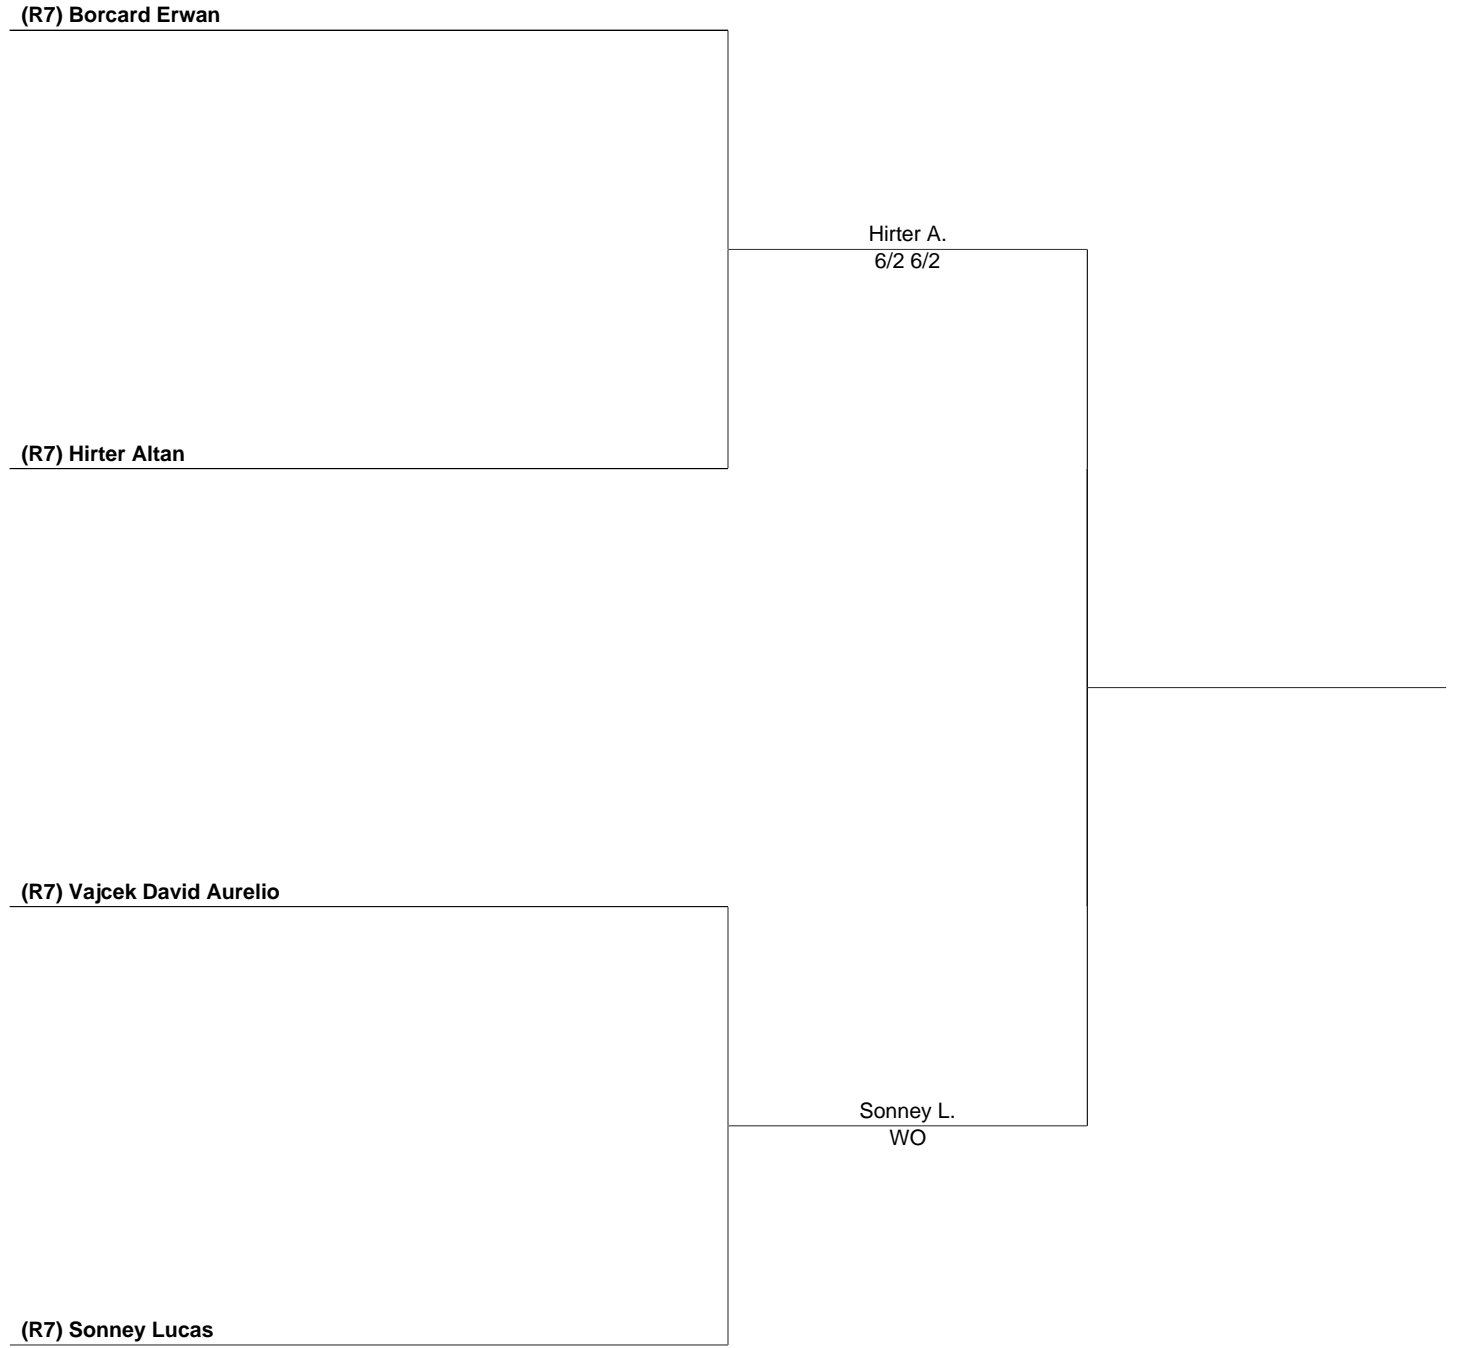 (R7) Borcard Erwan
Hirter A.
6/2 6/2
(R7) Hirter Altan
(R7) Vajcek David Aurelio
Sonney L.
WO
(R7) Sonney Lucas